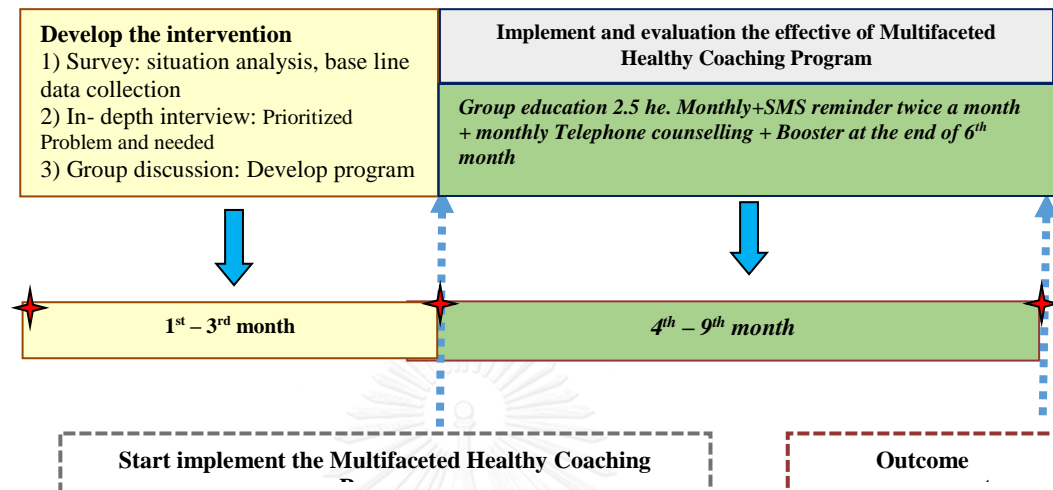 Develop the intervention
1) Survey: situation analysis, base line
data collection
2) In- depth interview: Prioritized
Problem and needed
3) Group discussion: Develop program
Implement and evaluation the effective of Multifaceted
Healthy Coaching Program
Group education 2.5 he. Monthly+SMS reminder twice a month
+ monthly Telephone counselling + Booster at the end of 6th
month
1st – 3rd month
4th – 9th month
Start implement the Multifaceted Healthy Coaching
Outcome